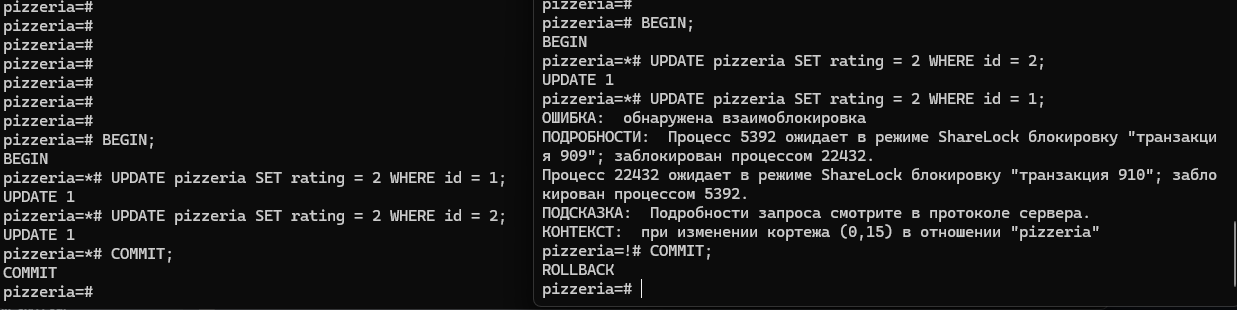 pizzeria=#
pizzeria=#
pizzeria=#
pizzeria=#
pizzeria=#
pizzeria=#
pizzeria=#
pizzeria=# BEGIN;
BEGIN
pizzeria=*# UPDATE pizzeria SET rating = 2 WHERE id = 1;
UPDATE 1
pizzeria=*# UPDATE pizzeria SET rating = 2 WHERE id = 2;
UPDATE 1
pizzeria=*# COMMIT;
COMMIT
pizzeria=#
pizzeria=#
pizzeria=# BEGIN;
BEGIN
pizzeria=*# UPDATE pizzeria SET rating = 2 WHERE id = 2;
UPDATE 1
pizzeria=*# UPDATE pizzeria SET rating = 2 WHERE id = 1;
ОШИБКА:  обнаружена взаимоблокировка
ПОДРОБНОСТИ:  Процесс 5392 ожидает в режиме ShareLock блокировку "транзакци
я 909"; заблокирован процессом 22432.
Процесс 22432 ожидает в режиме ShareLock блокировку "транзакция 910"; забло
кирован процессом 5392.
ПОДСКАЗКА:  Подробности запроса смотрите в протоколе сервера.
КОНТЕКСТ:  при изменении кортежа (0,15) в отношении "pizzeria"
pizzeria=!# COMMIT;
ROLLBACK
pizzeria=#